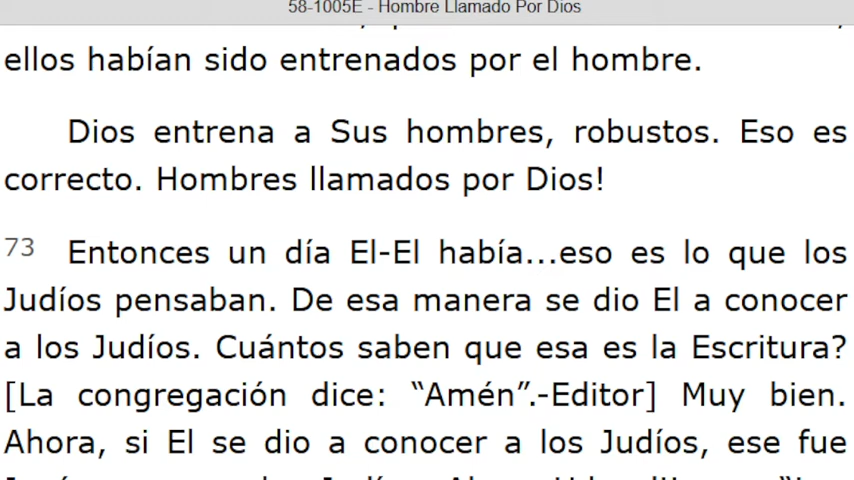 58-1005E - Hombre Llamado Por Dios
ellos habían sido entrenados por el hombre.
Dios entrena a Sus hombres, robustos. Eso es
correcto. Hombres llamados por Dios!
73 Entonces un día El-El había...eso es lo que los
Judíos pensaban. De esa manera se dio El a conocer
a los Judíos. Cuántos saben que esa es la Escritura?
[La congregación dice: “Amén”.-Editor] Muy bien.
Ahora, si El se dio a conocer a los Judíos, ese fue